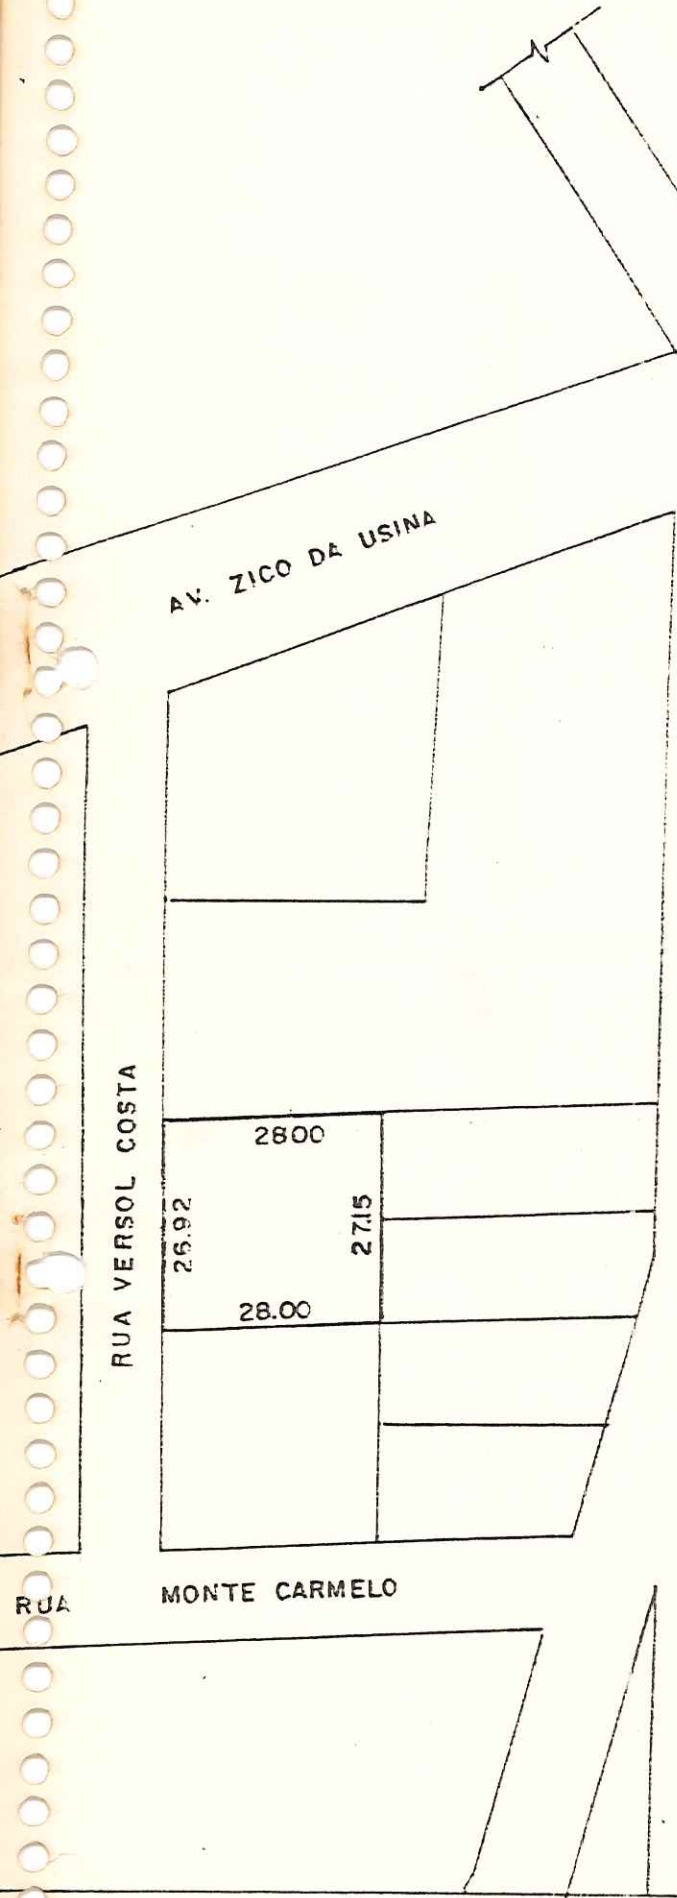 AV. ZICO DA USINA
RUA VERSOL COSTA
2800
26.92
27.15
28.00
RUA MONTE CARMELO